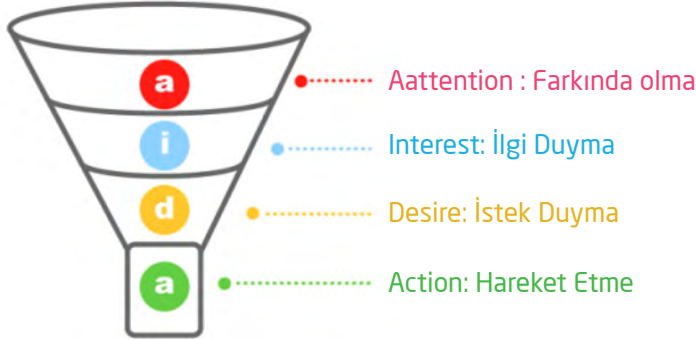 a
Aattention : Farkında olma
i
Interest: İlgi Duyma
d
Desire: İstek Duyma
a
Action: Hareket Etme